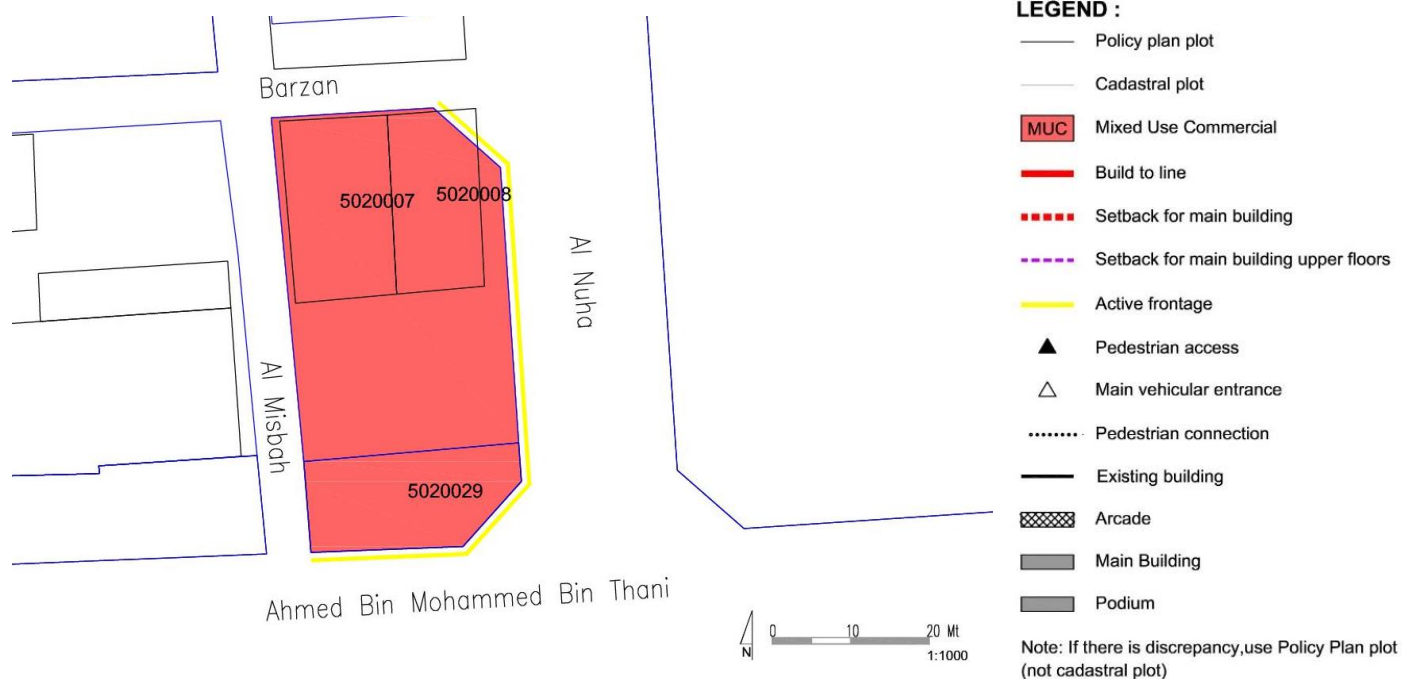 Barzan
5020007
5020008
Al Nuha
Al Misbah
5020029
Ahmed Bin Mohammed Bin Thani
N
0 10 20 Mt
1:1000
LEGEND :
Policy plan plot
Cadastral plot
MUC Mixed Use Commercial
Build to line
Setback for main building
Setback for main building upper floors
Active frontage
Pedestrian access
Main vehicular entrance
Pedestrian connection
Existing building
Arcade
Main Building
Podium
Note: If there is discrepancy,use Policy Plan plot
(not cadastral plot)